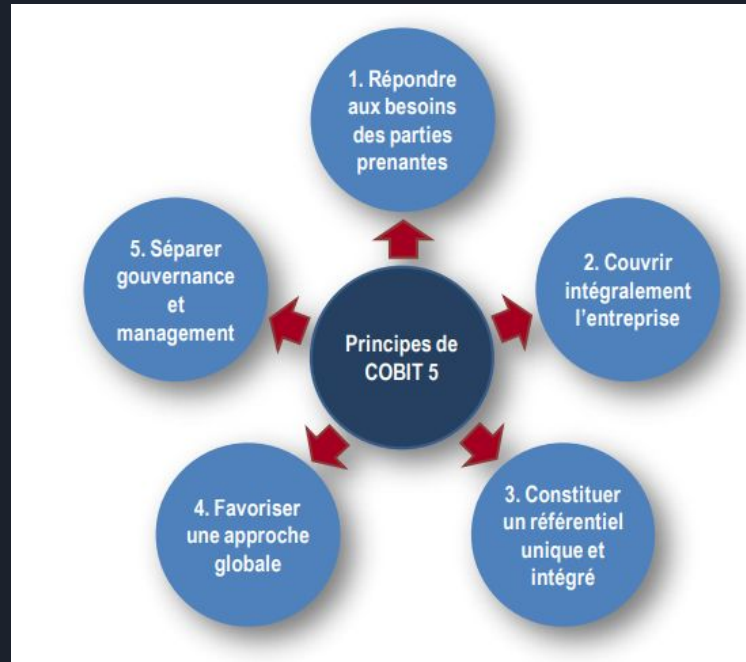 1. Répondre
aux besoins
des parties
prenantes
2. Couvrir
intégralement
l'entreprise
3. Constituer
un référentiel
unique et
intégré
4. Favoriser
une approche
globale
5. Séparer
gouvernance
et
management
Principes de
COBIT 5